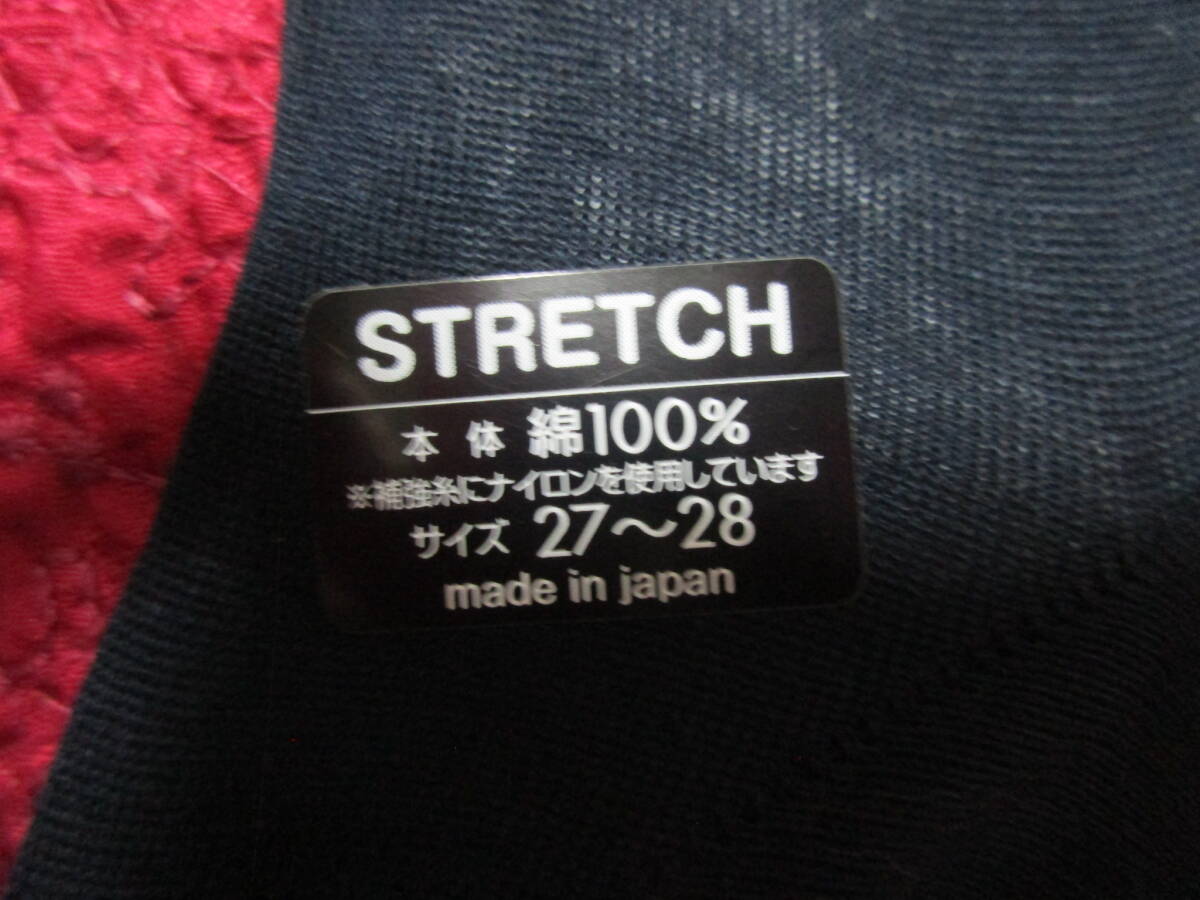 STRETCH
本体 綿100%
※補強糸にナイロンを使用しています
サイズ 27〜28
made in japan